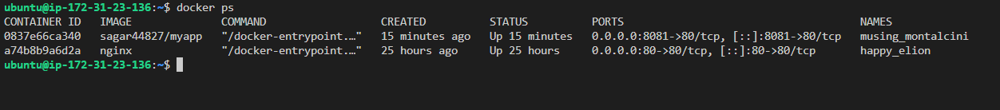 ubuntu@ip-172-31-23-136:~$ docker ps
CONTAINER ID   IMAGE               COMMAND                  CREATED          STATUS          PORTS                                     NAMES
0837e66ca340   sagar44827/myapp   "/docker-entrypoint.…"   15 minutes ago   Up 15 minutes   0.0.0.0:8081->80/tcp, [::]:8081->80/tcp   musing_montalcini
a74b8b9a6d2a   nginx               "/docker-entrypoint.…"   25 hours ago     Up 25 hours     0.0.0.0:80->80/tcp, [::]:80->80/tcp       happy_elion
ubuntu@ip-172-31-23-136:~$